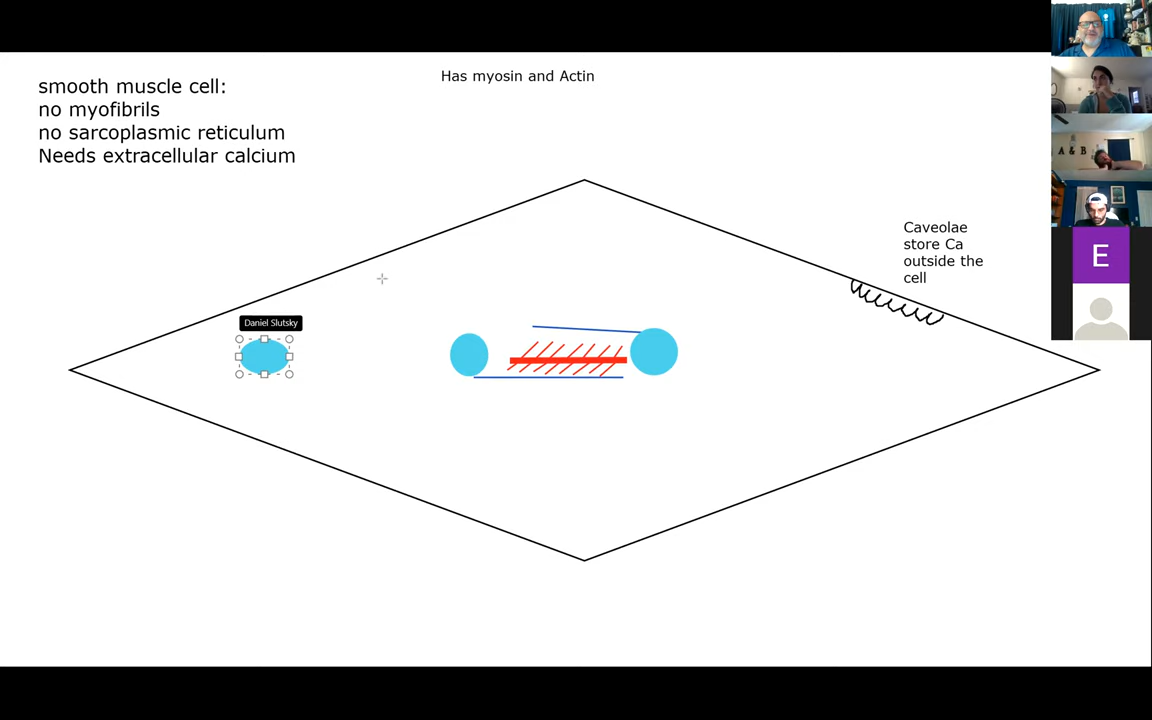 smooth muscle cell:
no myofibrils
no sarcoplasmic reticulum
Needs extracellular calcium
Has myosin and Actin
Caveolae
store Ca
outside the
cell
Daniel Slutsky
A & B
E